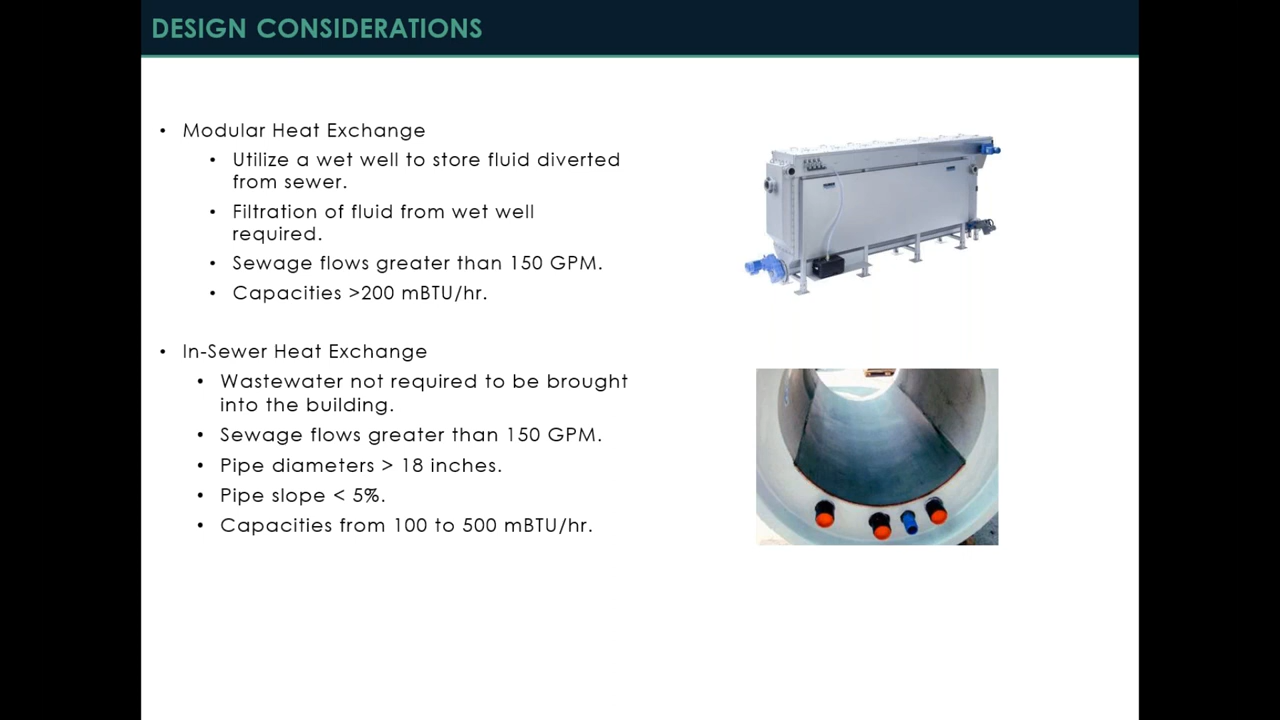 DESIGN CONSIDERATIONS
• Modular Heat Exchange
• Utilize a wet well to store fluid diverted
from sewer.
• Filtration of fluid from wet well
required.
• Sewage flows greater than 150 GPM.
• Capacities >200 mBTU/hr.
• In-Sewer Heat Exchange
• Wastewater not required to be brought
into the building.
• Sewage flows greater than 150 GPM.
• Pipe diameters > 18 inches.
• Pipe slope < 5%.
• Capacities from 100 to 500 mBTU/hr.